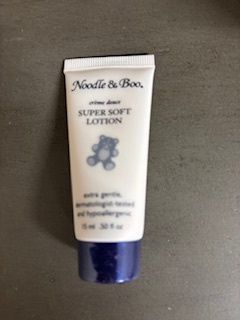 Noodle & Boo®
crème douce
SUPER SOFT
LOTION
extra gentle,
dermatologist-tested
and hypoallergenic
15 ml .50 fl oz